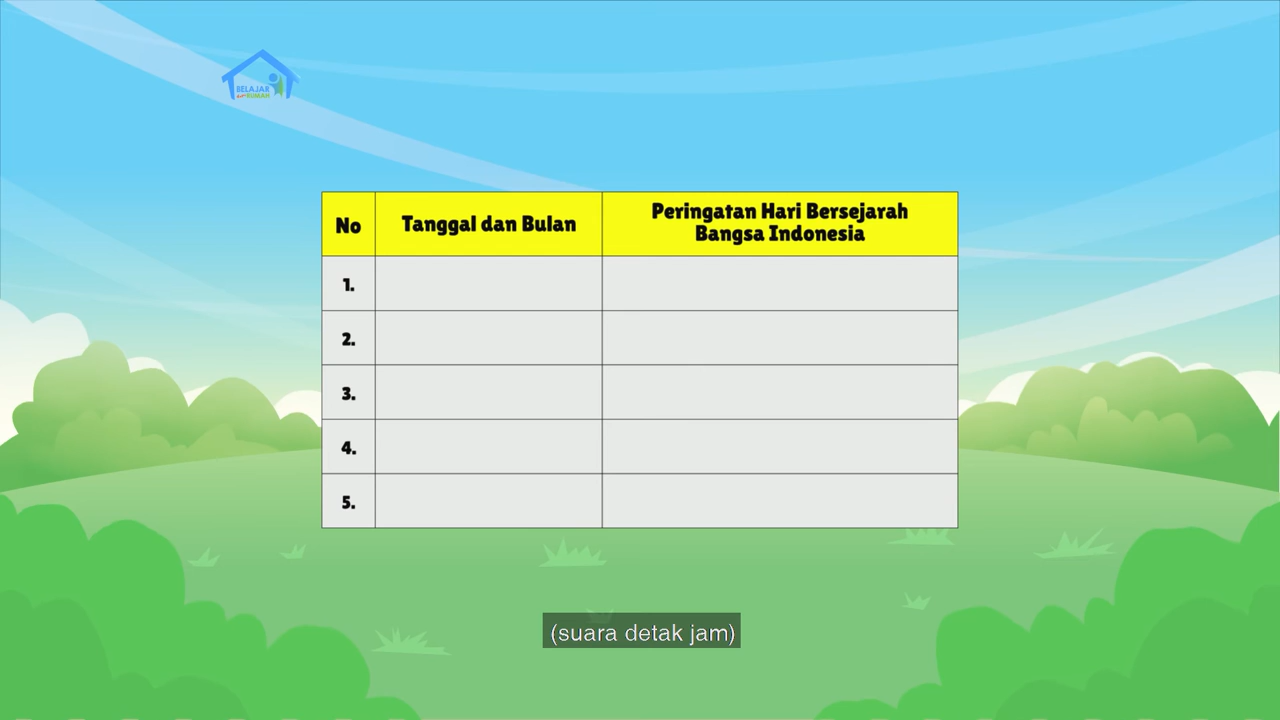 BELAJAR
dari RUMAH
No
Tanggal dan Bulan
Peringatan Hari Bersejarah
Bangsa Indonesia
1.
2.
3.
4.
5.
(suara detak jam)